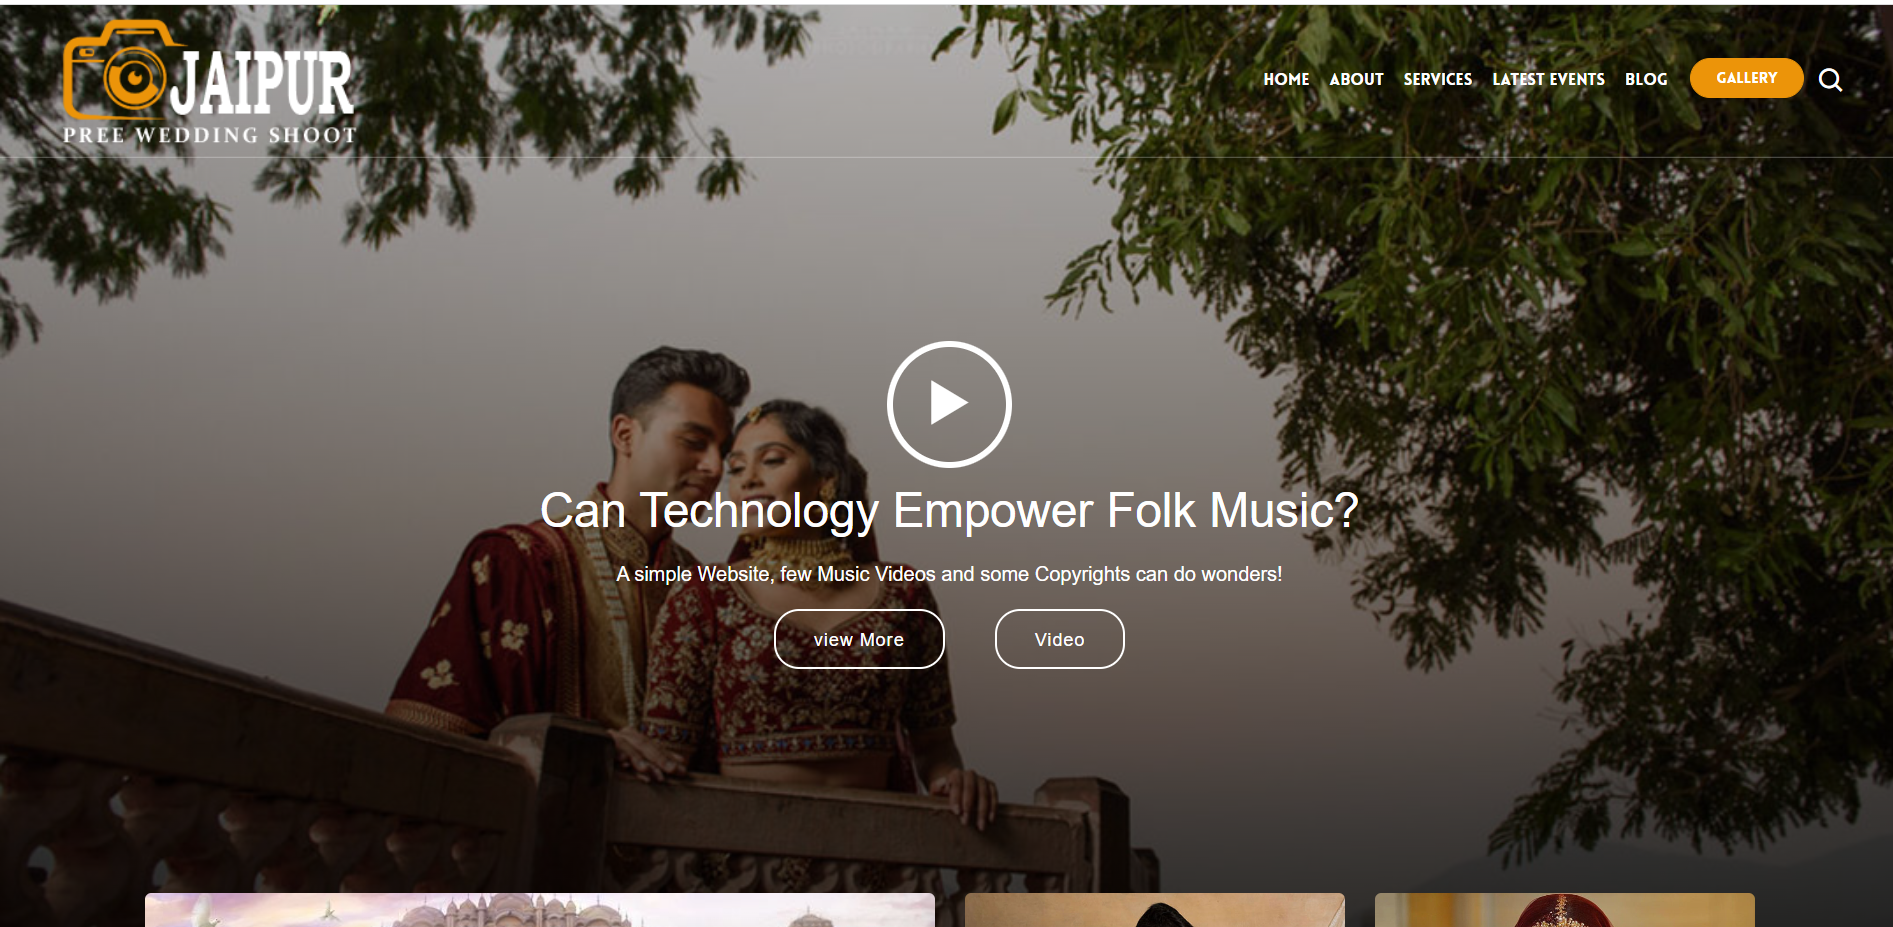 JAIPUR
PREE WEDDING SHOOT
HOME ABOUT SERVICES LATEST EVENTS BLOG GALLERY
Can Technology Empower Folk Music?
A simple Website, few Music Videos and some Copyrights can do wonders!
view More Video